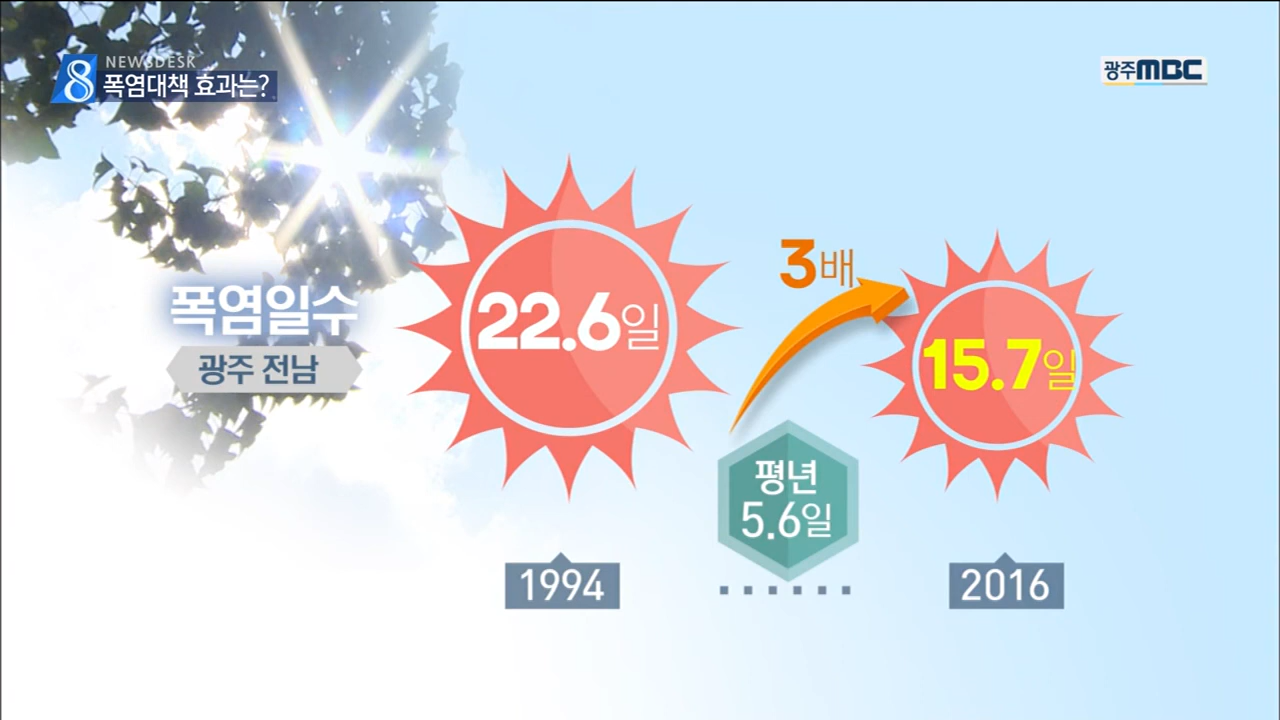 NEWSDESK
8 폭염대책 효과는?
광주MBC
폭염일수
광주 전남
22.6일
3배
15.7일
평년
5.6일
1994
2016